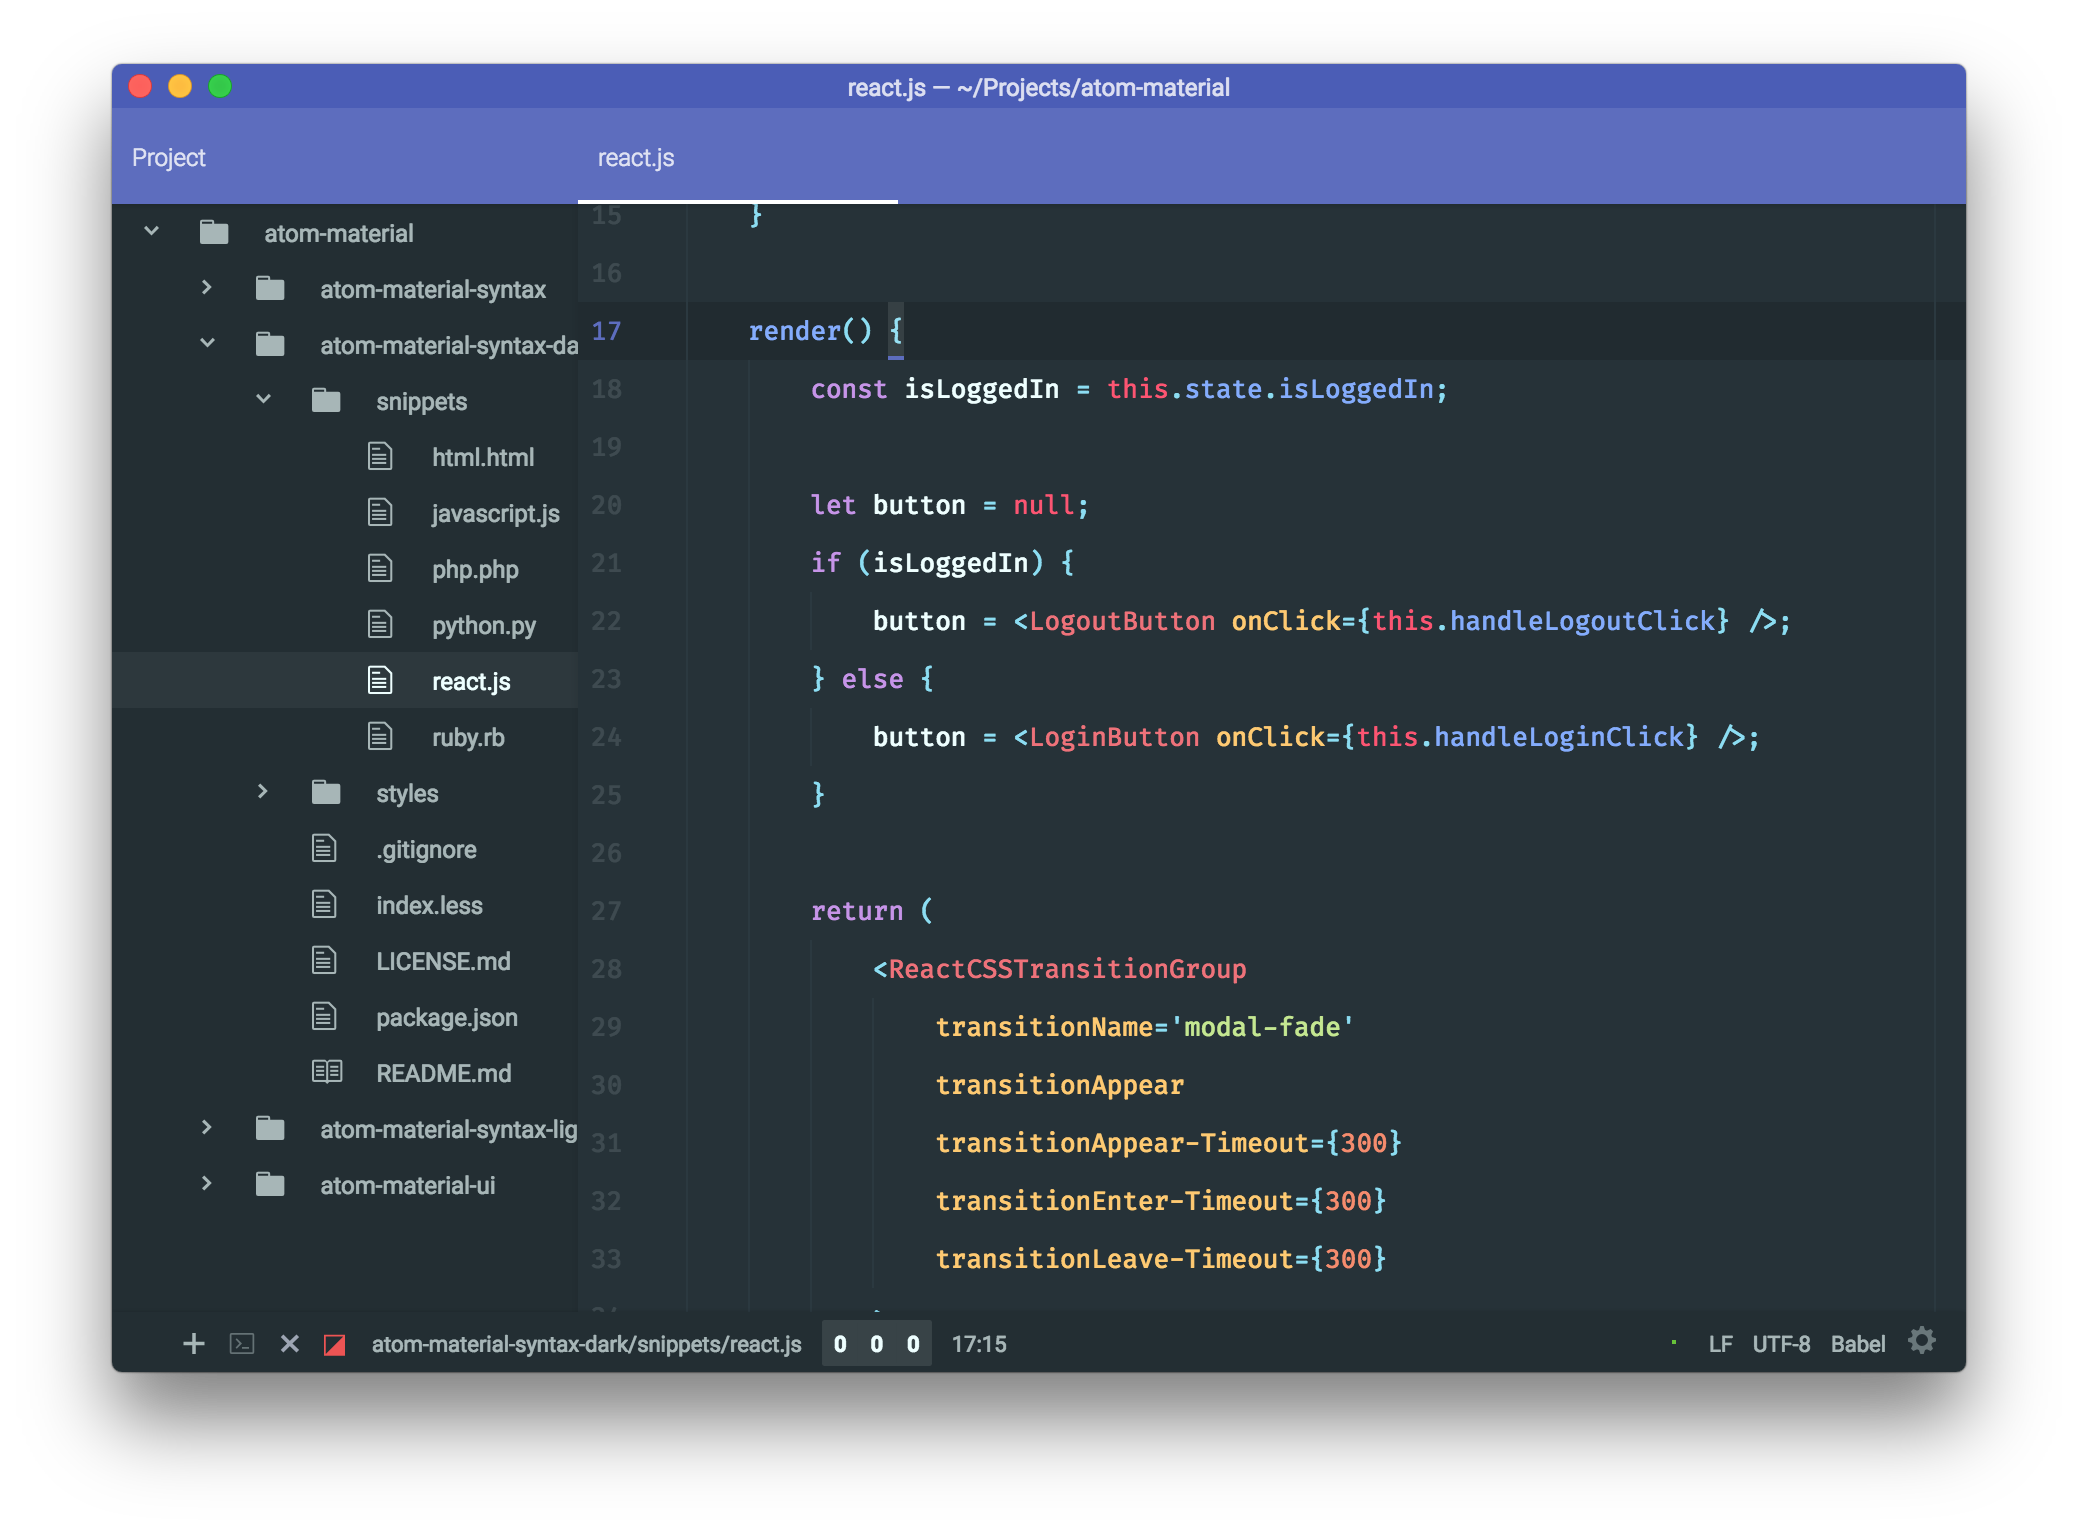 react.js — ~/Projects/atom-material
Project
react.js
atom-material
atom-material-syntax
atom-material-syntax-da
snippets
html.html
javascript.js
php.php
python.py
react.js
ruby.rb
styles
.gitignore
index.less
LICENSE.md
package.json
README.md
atom-material-syntax-lig
atom-material-ui
15 }
16
17 render() {
18 const isLoggedIn = this.state.isLoggedIn;
19
20 let button = null;
21 if (isLoggedIn) {
22 button = <LogoutButton onClick={this.handleLogoutClick} />;
23 } else {
24 button = <LoginButton onClick={this.handleLoginClick} />;
25 }
26
27 return (
28 <ReactCSSTransitionGroup
29 transitionName='modal-fade'
30 transitionAppear
31 transitionAppear-Timeout={300}
32 transitionEnter-Timeout={300}
33 transitionLeave-Timeout={300}
atom-material-syntax-dark/snippets/react.js 0 0 0 17:15 LF UTF-8 Babel